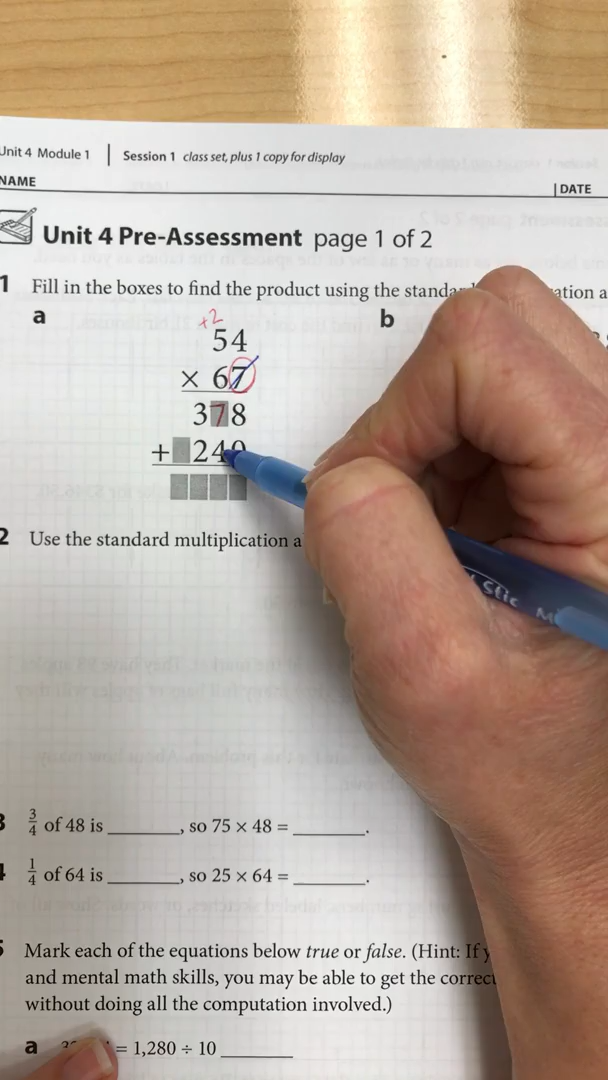 Unit 4 Module 1 | Session 1 class set, plus 1 copy for display
NAME | DATE
Unit 4 Pre-Assessment page 1 of 2
1 Fill in the boxes to find the product using the
a b
+2
54
× 67
378
+ 240
2 Use the standard multiplication
3 3/4 of 48 is ________, so 75 × 48 = ________.
4 1/4 of 64 is ________, so 25 × 64 = ________.
5 Mark each of the equations below true or false. (Hint: If
and mental math skills, you may be able to get the correct
without doing all the computation involved.)
a = 1,280 ÷ 10 ________